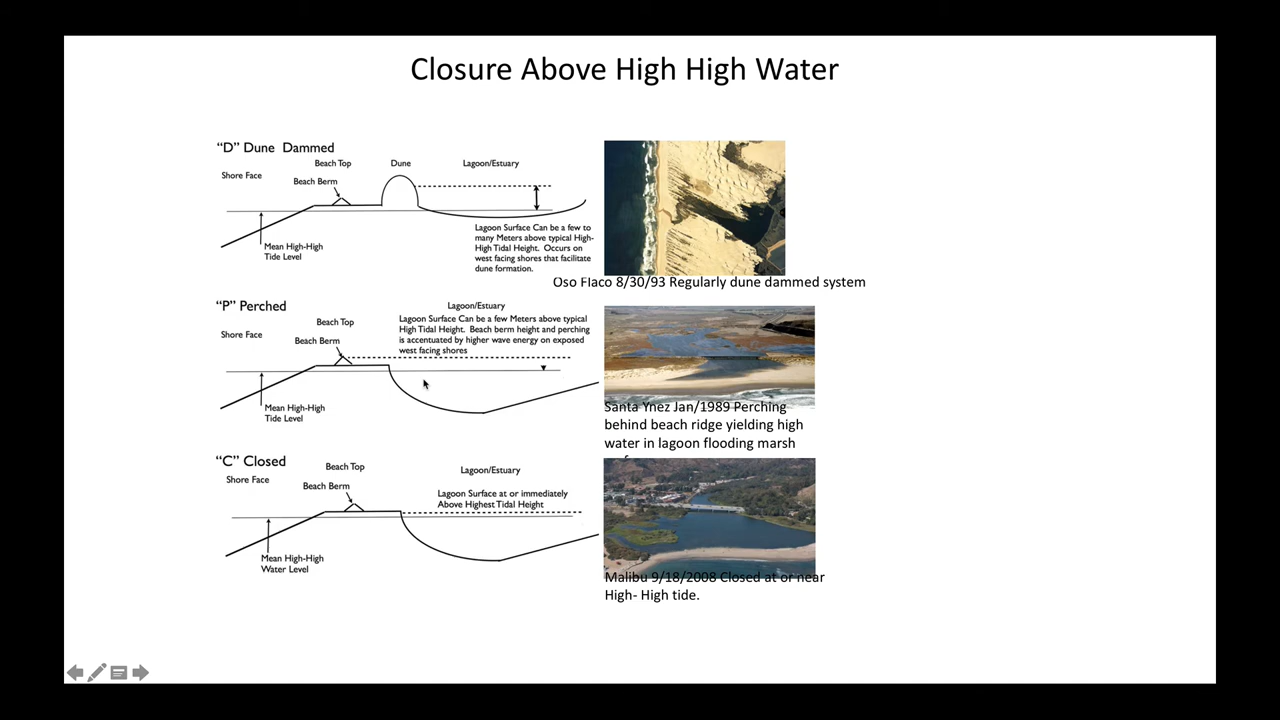 Closure Above High High Water
"D" Dune Dammed
Beach Top
Dune
Lagoon/Estuary
Shore Face
Beach Berm
Mean High-High
Tide Level
Lagoon Surface Can be a few to
many Meters above typical High-
High Tidal Height. Occurs on
west facing shores that facilitate
dune formation.
Oso Flaco 8/30/93 Regularly dune dammed system
"P" Perched
Lagoon/Estuary
Beach Top
Lagoon Surface Can be a few Meters above typical
High Tidal Height. Beach berm height and perching
is accentuated by higher wave energy on exposed
west facing shores
Shore Face
Beach Berm
Mean High-High
Tide Level
Santa Ynez Jan/1989 Perching
behind beach ridge yielding high
water in lagoon flooding marsh
"C" Closed
Beach Top
Lagoon/Estuary
Shore Face
Beach Berm
Lagoon Surface at or immediately
Above Highest Tidal Height
Mean High-High
Water Level
Malibu 9/18/2008 Closed at or near
High- High tide.